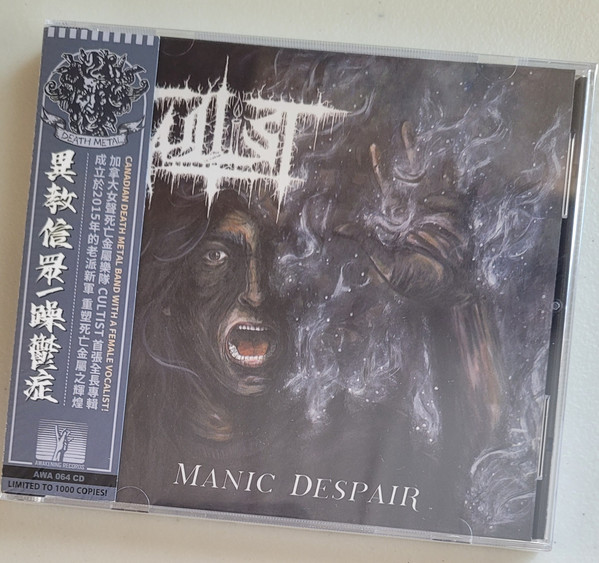 DEATH METAL
異教信眾—躁鬱症
CANADIAN DEATH METAL BAND WITH A FEMALE VOCALIST!
加拿大女聲死亡金屬樂隊 CULTIST 首張全長專輯
成立於2015年的老派新軍 重塑死亡金屬之輝煌
AWAKENING RECORDS
AWA 064 CD
LIMITED TO 1000 COPIES!
ULTIST
MANIC DESPAIR